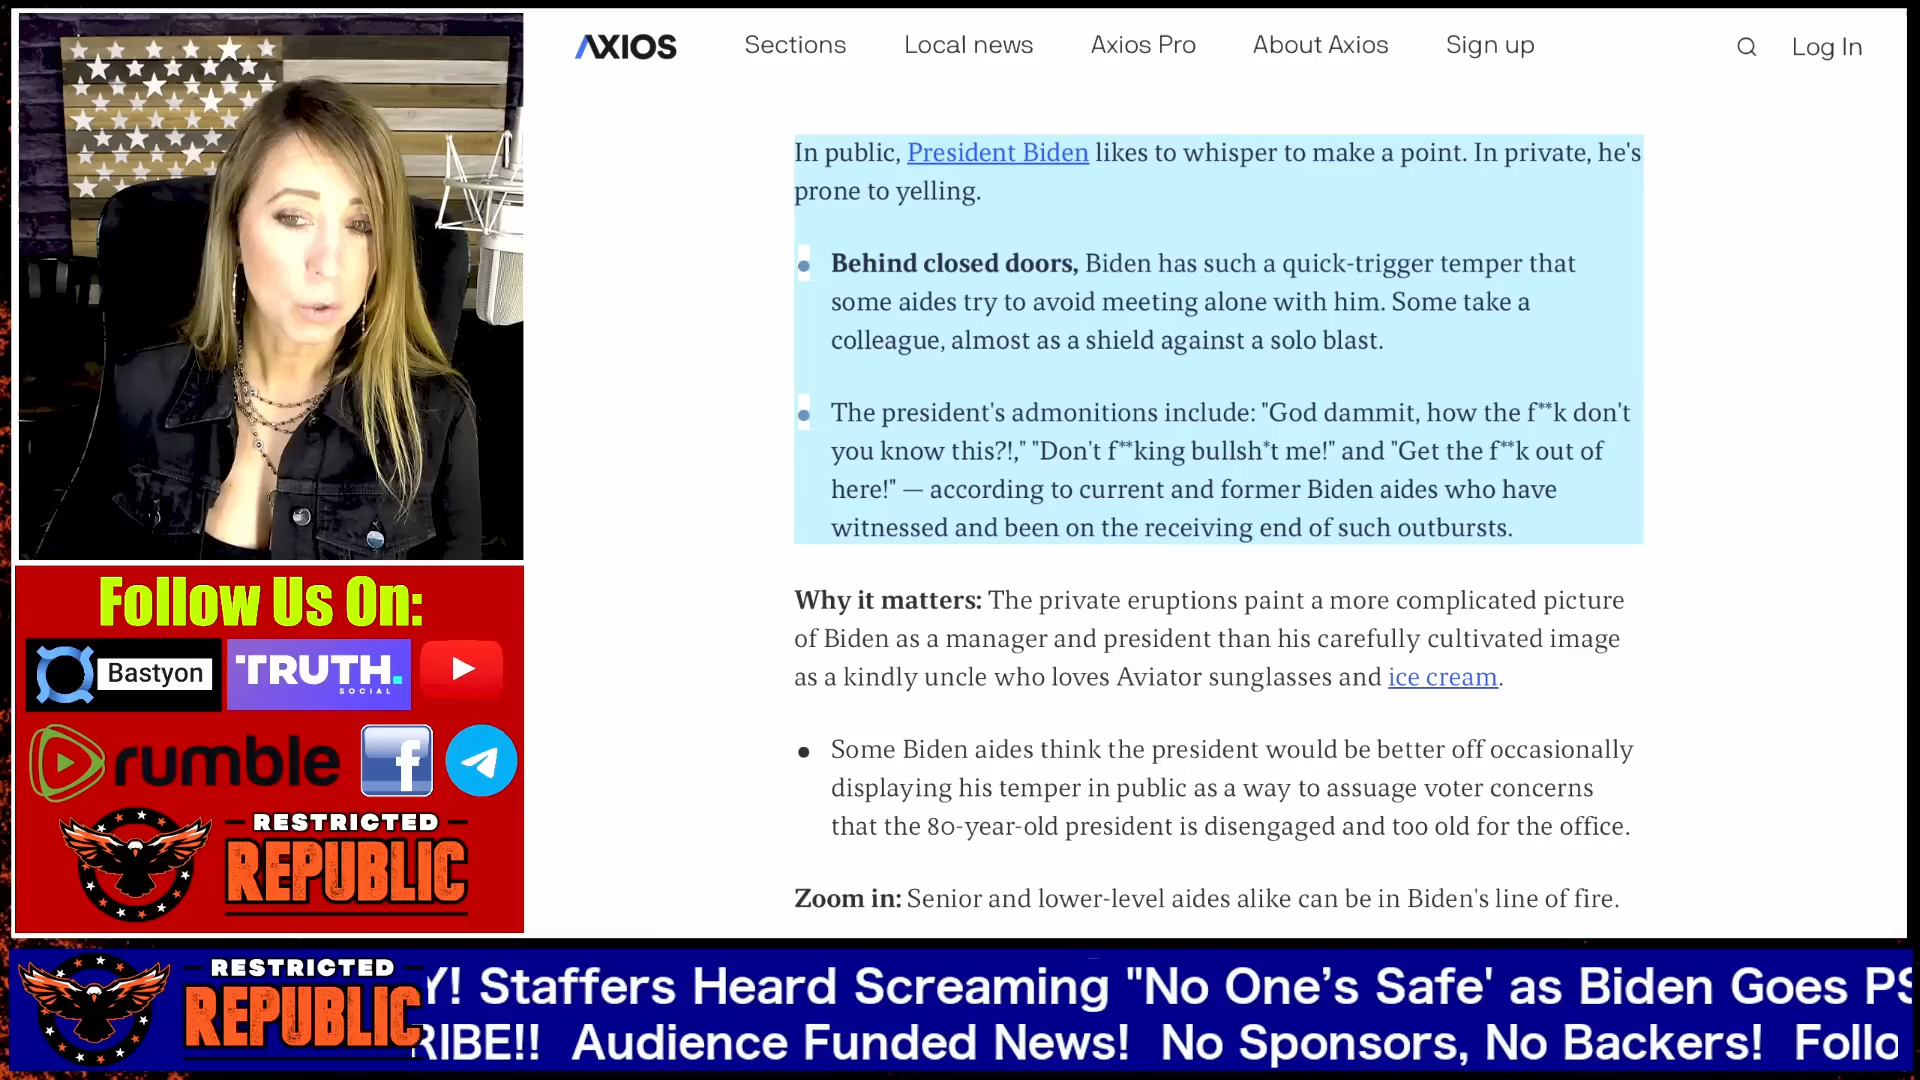 AXIOS
Sections
Local news
Axios Pro
About Axios
Sign up
Log In
In public, President Biden likes to whisper to make a point. In private, he's
prone to yelling.
Behind closed doors, Biden has such a quick-trigger temper that
some aides try to avoid meeting alone with him. Some take a
colleague, almost as a shield against a solo blast.
The president's admonitions include: "God dammit, how the f**k don't
you know this?!," "Don't f**king bullsh*t me!" and "Get the f**k out of
here!" — according to current and former Biden aides who have
witnessed and been on the receiving end of such outbursts.
Why it matters: The private eruptions paint a more complicated picture
of Biden as a manager and president than his carefully cultivated image
as a kindly uncle who loves Aviator sunglasses and ice cream.
Some Biden aides think the president would be better off occasionally
displaying his temper in public as a way to assuage voter concerns
that the 80-year-old president is disengaged and too old for the office.
Zoom in: Senior and lower-level aides alike can be in Biden's line of fire.
Follow Us On:
Bastyon
TRUTH.
SOCIAL
rumble
f
RESTRICTED
REPUBLIC
RESTRICTED
REPUBLIC
Y! Staffers Heard Screaming "No One’s Safe' as Biden Goes PS
RIBE!! Audience Funded News! No Sponsors, No Backers! Follo